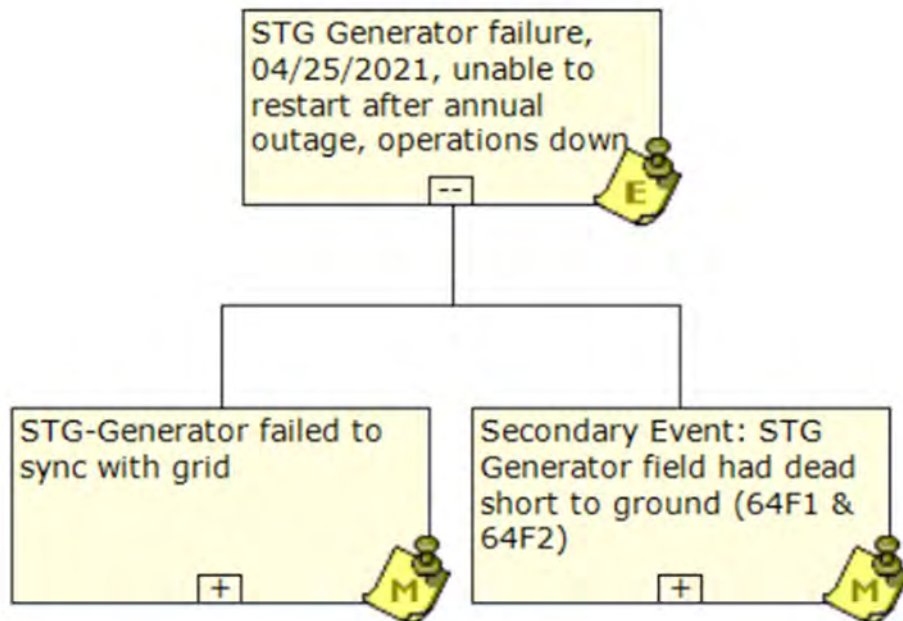 STG Generator failure,
04/25/2021, unable to
restart after annual
outage, operations down
--
E
STG-Generator failed to
sync with grid
+
M
Secondary Event: STG
Generator field had dead
short to ground (64F1 &
64F2)
+
M